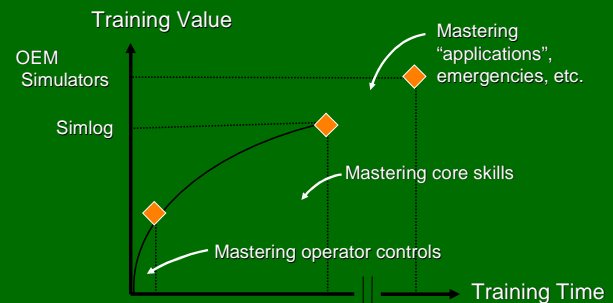 Training Value
OEM
Simulators
Simlog
Mastering
“applications”,
emergencies, etc.
Mastering core skills
Mastering operator controls
Training Time